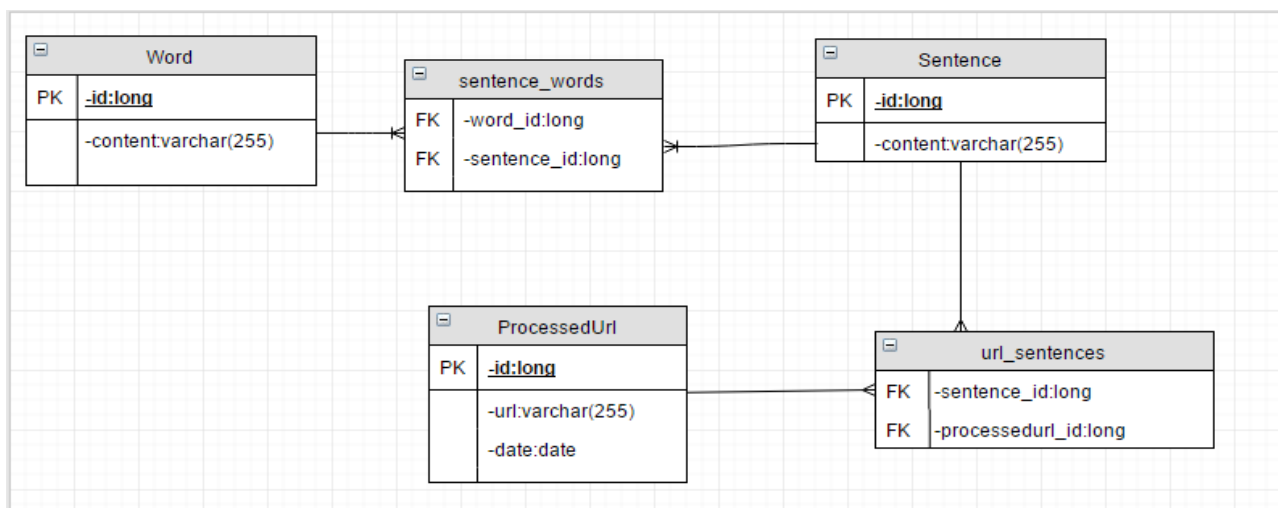 Word
PK -id:long
-content:varchar(255)
sentence_words
FK -word_id:long
FK -sentence_id:long
Sentence
PK -id:long
-content:varchar(255)
ProcessedUrl
PK -id:long
-url:varchar(255)
-date:date
url_sentences
FK -sentence_id:long
FK -processedurl_id:long